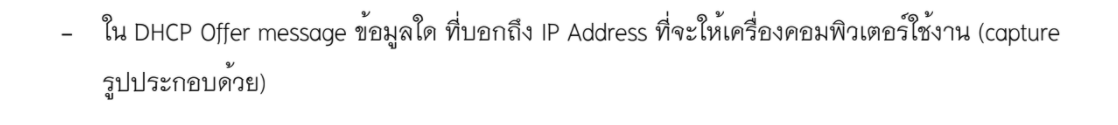 - ใน DHCP Offer message ข้อมูลใด ที่บอกถึง IP Address ที่จะให้เครื่องคอมพิวเตอร์ใช้งาน (capture
รูปประกอบด้วย)